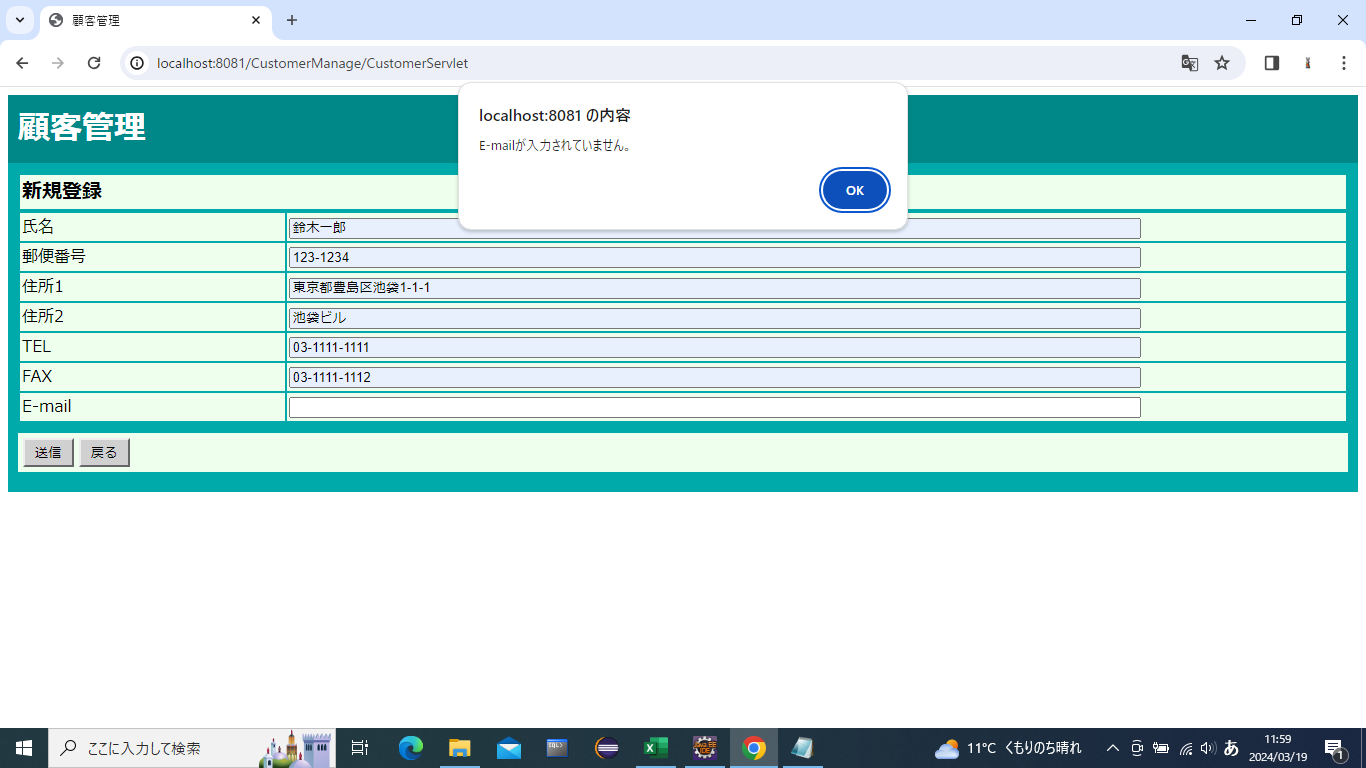 顧客管理
localhost:8081/CustomerManage/CustomerServlet
顧客管理
localhost:8081 の内容
E-mailが入力されていません。
OK
新規登録
氏名 鈴木一郎
郵便番号 123-1234
住所1 東京都豊島区池袋1-1-1
住所2 池袋ビル
TEL 03-1111-1111
FAX 03-1111-1112
E-mail
送信 戻る
ここに入力して検索
11°C くもりのち晴れ
あ
11:59
2024/03/19
1